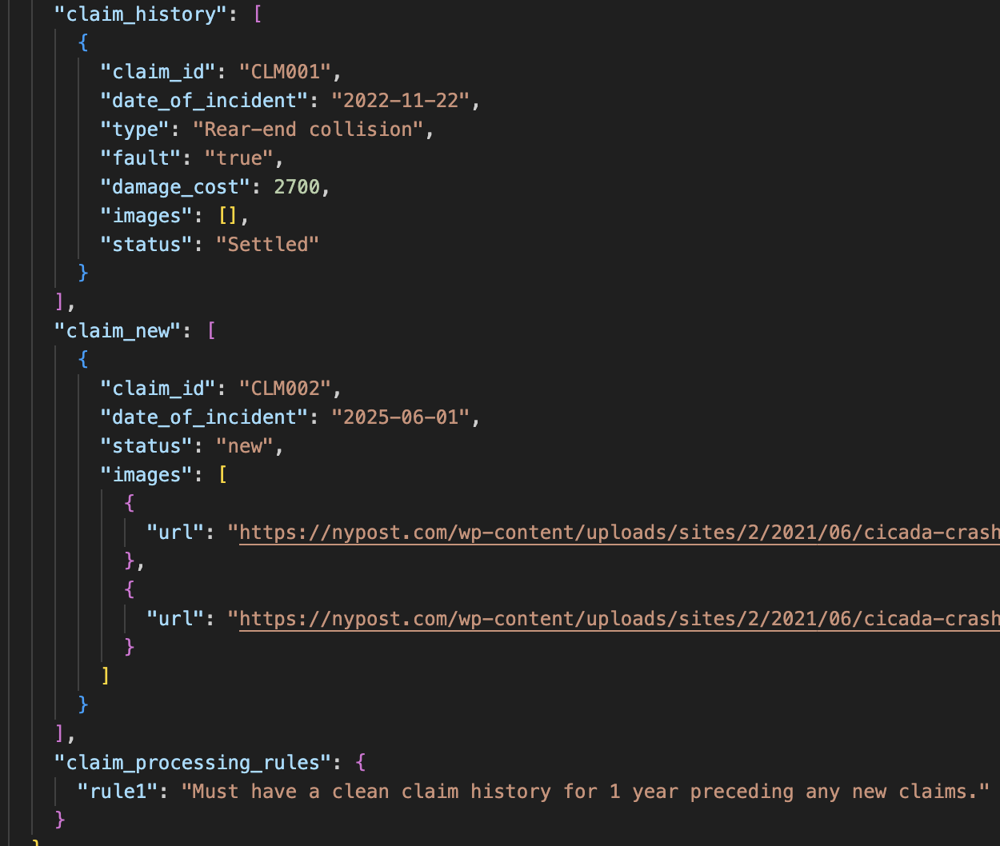 "claim_history": [
{
"claim_id": "CLM001",
"date_of_incident": "2022-11-22",
"type": "Rear-end collision",
"fault": "true",
"damage_cost": 2700,
"images": [],
"status": "Settled"
}
],
"claim_new": [
{
"claim_id": "CLM002",
"date_of_incident": "2025-06-01",
"status": "new",
"images": [
{
"url": "https://nypost.com/wp-content/uploads/sites/2/2021/06/cicada-crash
},
{
"url": "https://nypost.com/wp-content/uploads/sites/2/2021/06/cicada-crash
}
]
}
],
"claim_processing_rules": {
"rule1": "Must have a clean claim history for 1 year preceding any new claims."
}
}